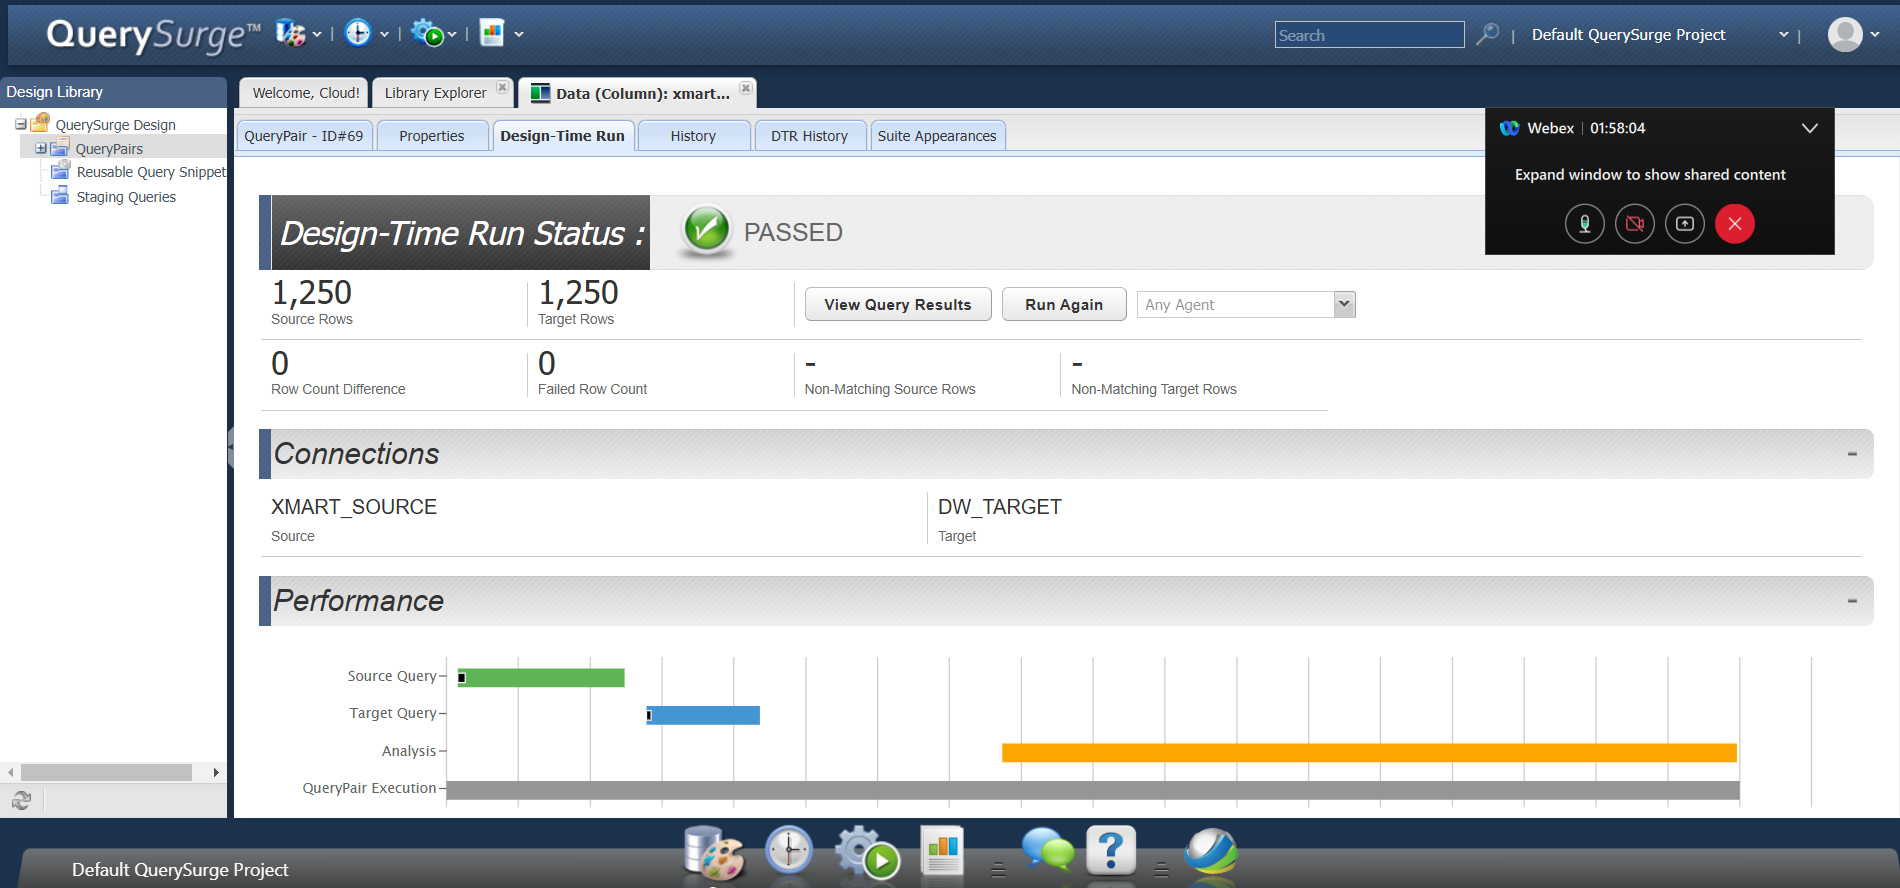 QuerySurge™
Search
Default QuerySurge Project
Design Library
QuerySurge Design
QueryPairs
Reusable Query Snippet
Staging Queries
Welcome, Cloud!
Library Explorer
Data (Column): xmart...
QueryPair - ID#69
Properties
Design-Time Run
History
DTR History
Suite Appearances
Webex | 01:58:04
Expand window to show shared content
Design-Time Run Status :
PASSED
1,250
Source Rows
1,250
Target Rows
View Query Results
Run Again
Any Agent
0
Row Count Difference
0
Failed Row Count
-
Non-Matching Source Rows
-
Non-Matching Target Rows
Connections
-
XMART_SOURCE
Source
DW_TARGET
Target
Performance
-
Source Query
Target Query
Analysis
QueryPair Execution
Default QuerySurge Project
?